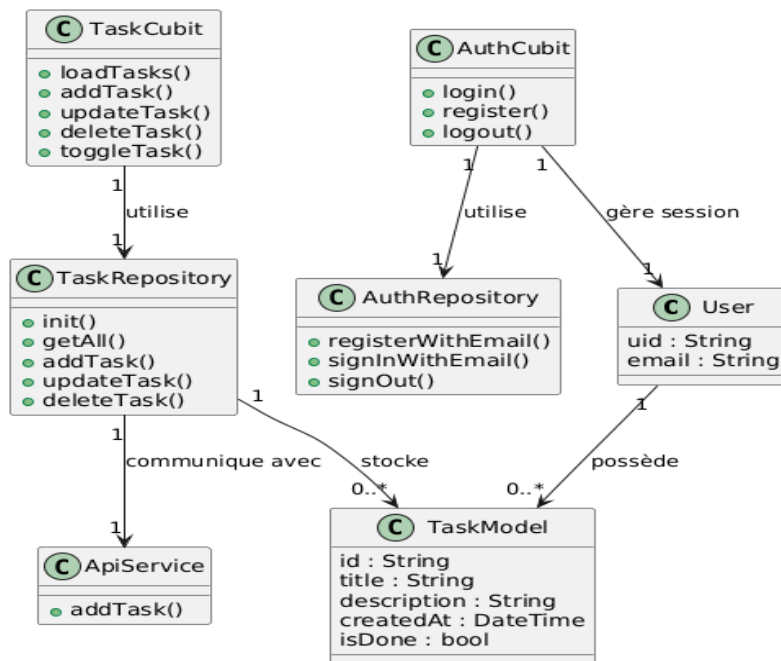 C TaskCubit
loadTasks()
addTask()
updateTask()
deleteTask()
toggleTask()
C AuthCubit
login()
register()
logout()
1
utilise
1
1
utilise
1
1
gère session
1
C TaskRepository
init()
getAll()
addTask()
updateTask()
deleteTask()
C AuthRepository
registerWithEmail()
signInWithEmail()
signOut()
C User
uid : String
email : String
1
communique avec
1
1
stocke
0..*
1
possède
0..*
C ApiService
addTask()
C TaskModel
id : String
title : String
description : String
createdAt : DateTime
isDone : bool